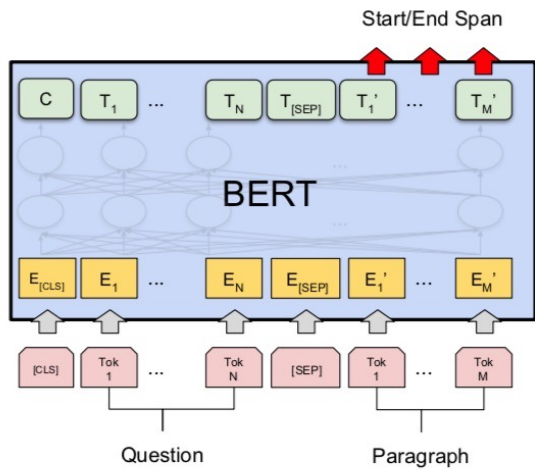 Start/End Span
C T1 ... TN T[SEP] T1' ... TM'
...
BERT
...
E[CLS] E1 ... EN E[SEP] E1' ... EM'
[CLS] Tok 1 ... Tok N [SEP] Tok 1 ... Tok M
Question Paragraph